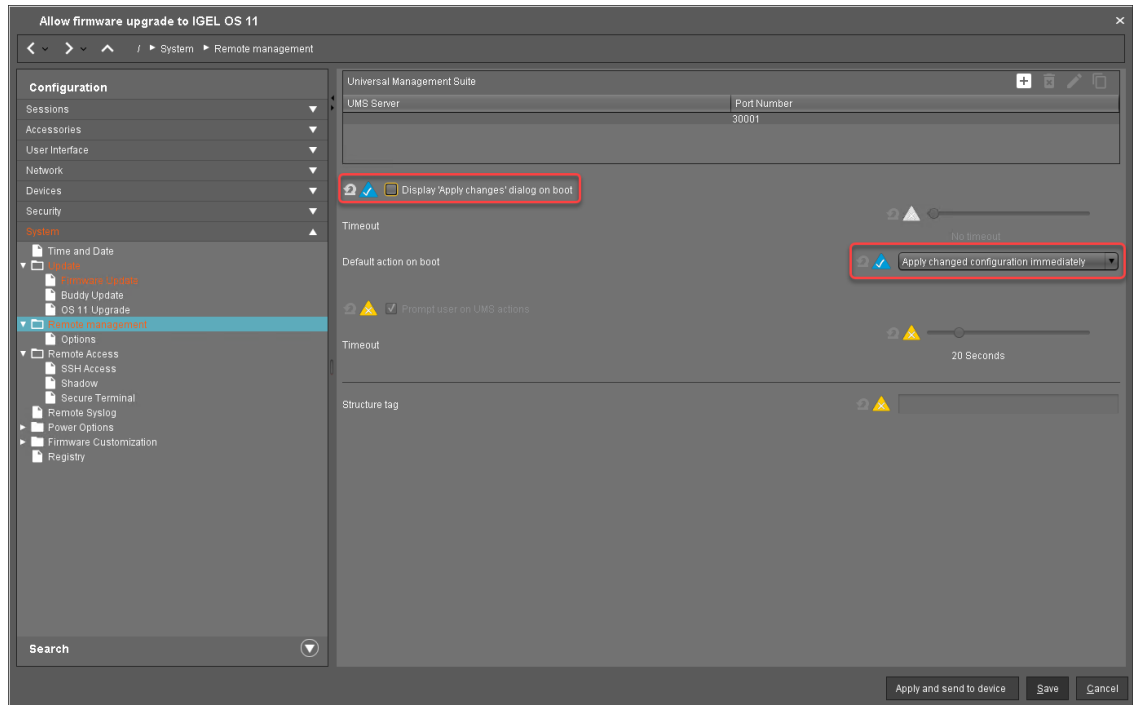 Allow firmware upgrade to IGEL OS 11
/ System Remote management
Configuration
Sessions
Accessories
User Interface
Network
Devices
Security
System
Time and Date
Update
Firmware Update
Buddy Update
OS 11 Upgrade
Remote management
Options
Remote Access
SSH Access
Shadow
Secure Terminal
Remote Syslog
Power Options
Firmware Customization
Registry
Search
Universal Management Suite
UMS Server Port Number
30001
Display 'Apply changes' dialog on boot
Timeout
No timeout
Default action on boot Apply changed configuration immediately
Prompt user on UMS actions
Timeout
20 Seconds
Structure tag
Apply and send to device Save Cancel